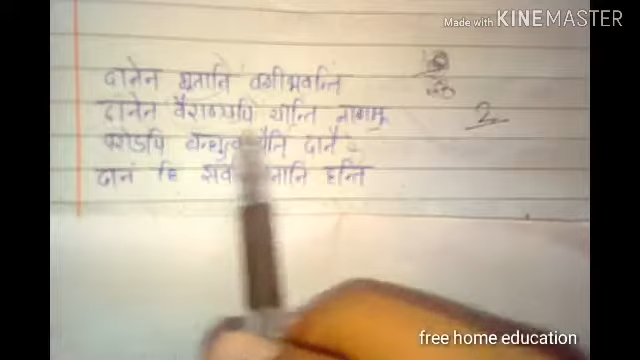 Made with KINEMASTER
दानेन भूतानि वशीभवन्ति
दानेन वैराण्यपि यान्ति नाशम्
परोऽपि दानै
दानं हि हन्ति
2
free home education